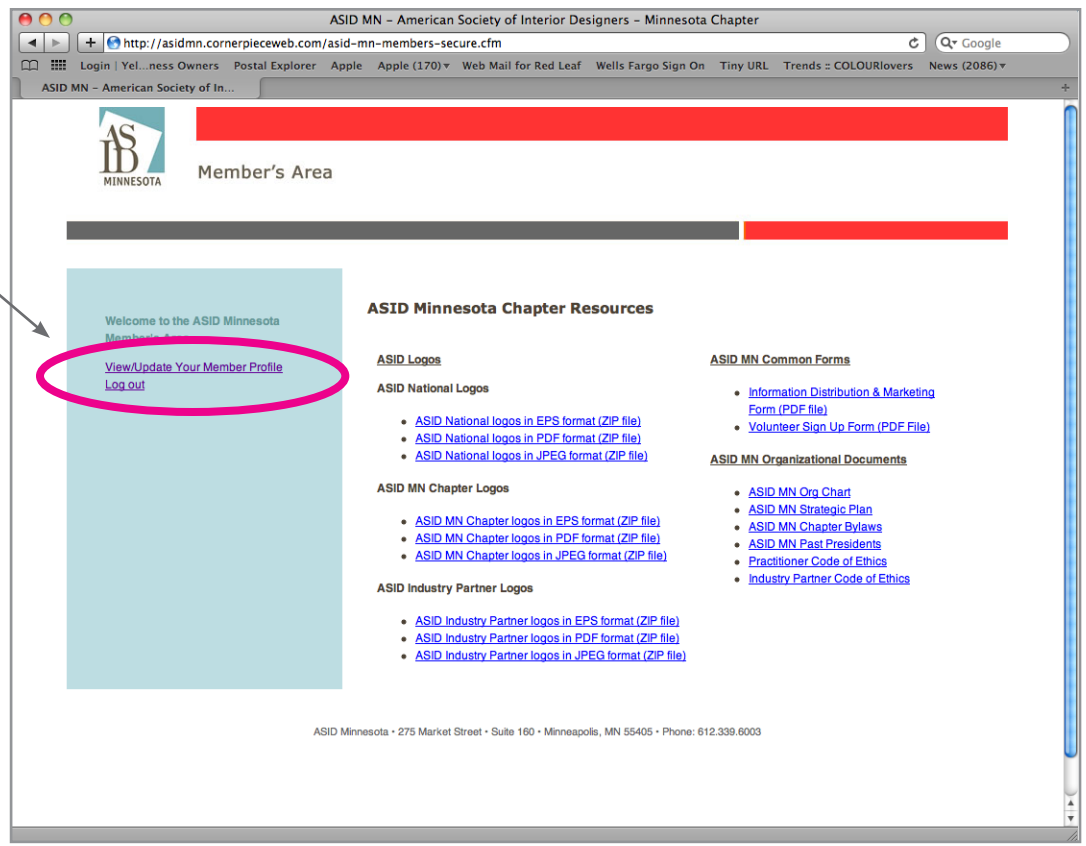 ASID MN – American Society of Interior Designers – Minnesota Chapter
http://asidmn.cornerpieceweb.com/asid-mn-members-secure.cfm
Google
Login | Yel...ness Owners Postal Explorer Apple Apple (170) Web Mail for Red Leaf Wells Fargo Sign On Tiny URL Trends :: COLOURlovers News (2086)
ASID MN – American Society of In...
AS
ID
MINNESOTA
Member's Area
Welcome to the ASID Minnesota
Member's Area
View/Update Your Member Profile
Log out
ASID Minnesota Chapter Resources
ASID Logos
ASID National Logos
• ASID National logos in EPS format (ZIP file)
• ASID National logos in PDF format (ZIP file)
• ASID National logos in JPEG format (ZIP file)
ASID MN Chapter Logos
• ASID MN Chapter logos in EPS format (ZIP file)
• ASID MN Chapter logos in PDF format (ZIP file)
• ASID MN Chapter logos in JPEG format (ZIP file)
ASID Industry Partner Logos
• ASID Industry Partner logos in EPS format (ZIP file)
• ASID Industry Partner logos in PDF format (ZIP file)
• ASID Industry Partner logos in JPEG format (ZIP file)
ASID MN Common Forms
• Information Distribution & Marketing
Form (PDF file)
• Volunteer Sign Up Form (PDF File)
ASID MN Organizational Documents
• ASID MN Org Chart
• ASID MN Strategic Plan
• ASID MN Chapter Bylaws
• ASID MN Past Presidents
• Practitioner Code of Ethics
• Industry Partner Code of Ethics
ASID Minnesota • 275 Market Street • Suite 160 • Minneapolis, MN 55405 • Phone: 612.339.6003